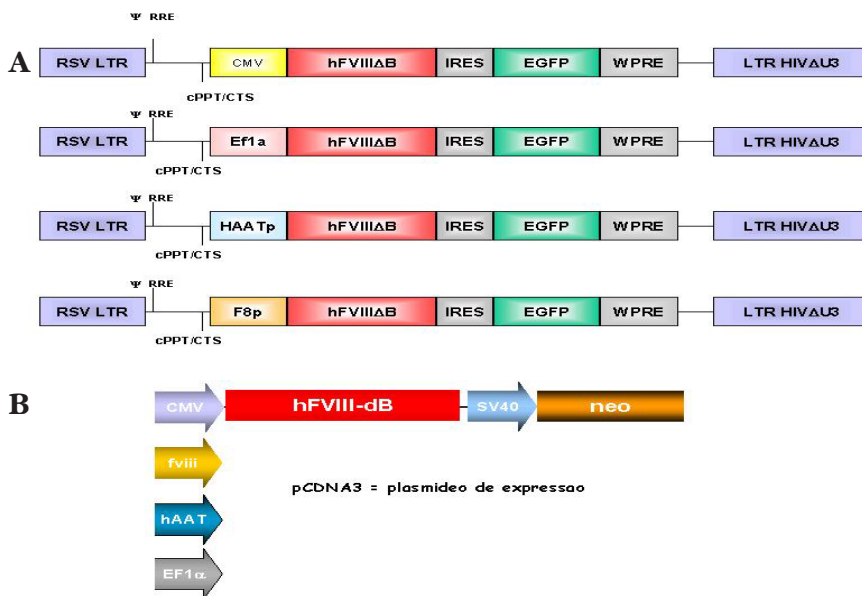 Ψ RRE
A RSV LTR CMV hFVIIIΔB IRES EGFP WPRE LTR HIVΔU3
cPPT/CTS
Ψ RRE
RSV LTR Ef1a hFVIIIΔB IRES EGFP WPRE LTR HIVΔU3
cPPT/CTS
Ψ RRE
RSV LTR HAATp hFVIIIΔB IRES EGFP WPRE LTR HIVΔU3
cPPT/CTS
Ψ RRE
RSV LTR F8p hFVIIIΔB IRES EGFP WPRE LTR HIVΔU3
cPPT/CTS
B CMV hFVIII-dB SV40 neo
fviii
pCDNA3 = plasmideo de expressao
hAAT
EF1α